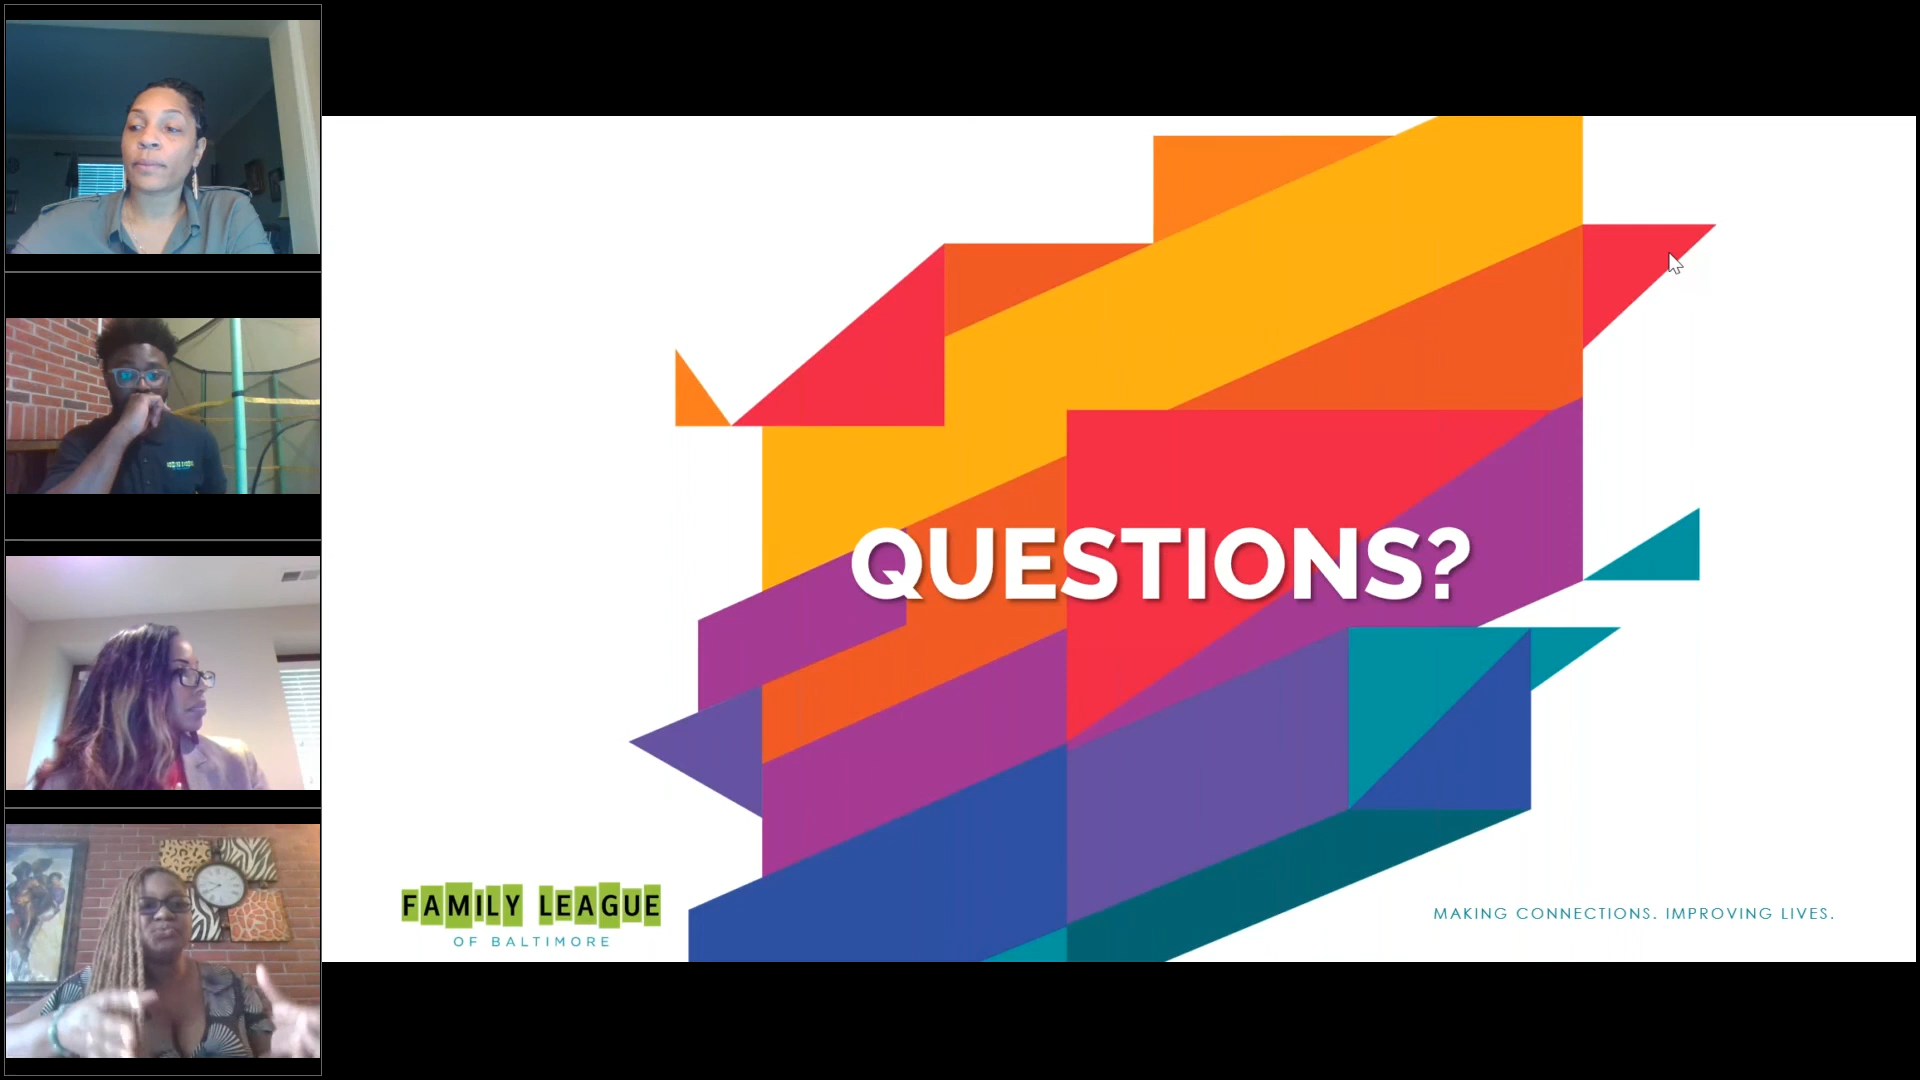 QUESTIONS?
FAMILY LEAGUE
OF BALTIMORE
MAKING CONNECTIONS. IMPROVING LIVES.